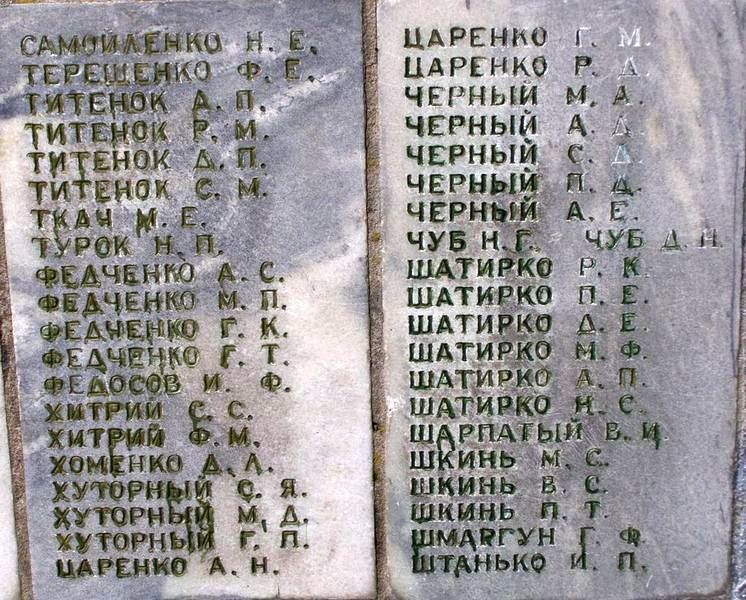 САМОЙЛЕНКО Н. Е.
ТЕРЕЩЕНКО Ф. Е.
ТИТЕНОК А. П.
ТИТЕНОК Р. М.
ТИТЕНОК Д. П.
ТИТЕНОК С. М.
ТКАЧ М. Е.
ТУРОК Н. П.
ФЕДЧЕНКО А. С.
ФЕДЧЕНКО М. П.
ФЕДЧЕНКО Г. К.
ФЕДЧЕНКО Г. Т.
ФЕДОСОВ И. Ф.
ХИТРИЙ С. С.
ХИТРИЙ Ф. М.
ХОМЕНКО Д. Л.
ХУТОРНЫЙ С. Я.
ХУТОРНЫЙ М. Д.
ХУТОРНЫЙ Г. П.
ЦАРЕНКО А. Н.
ЦАРЕНКО Г. М.
ЦАРЕНКО Р. Д.
ЧЕРНЫЙ М. А.
ЧЕРНЫЙ А. Д.
ЧЕРНЫЙ С. Д.
ЧЕРНЫЙ П. Д.
ЧЕРНЫЙ А. Е.
ЧУБ Н. Г. ЧУБ Д. Н.
ШАТИРКО Р. К.
ШАТИРКО П. Е.
ШАТИРКО Д. Е.
ШАТИРКО М. Ф.
ШАТИРКО А. П.
ШАТИРКО Н. С.
ШАРПАТЫЙ В. И.
ШКИНЬ М. С.
ШКИНЬ В. С.
ШКИНЬ П. Т.
ШМАРГУН Г. Ф.
ШТАНЬКО И. П.